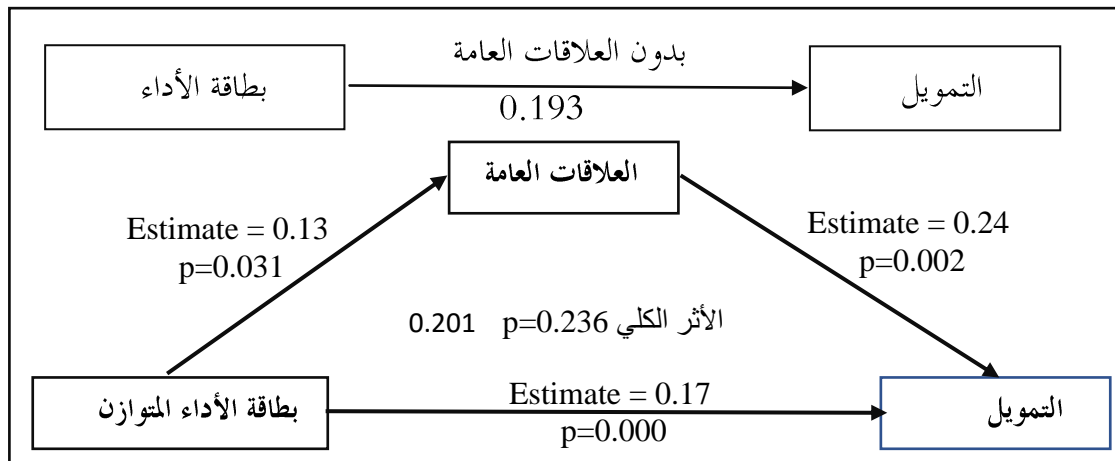 بدون العلاقات العامة
بطاقة الأداء
التمويل
0.193
العلاقات العامة
Estimate = 0.13
p=0.031
Estimate = 0.24
p=0.002
الأثر الكلي p=0.236 0.201
بطاقة الأداء المتوازن
Estimate = 0.17
p=0.000
التمويل